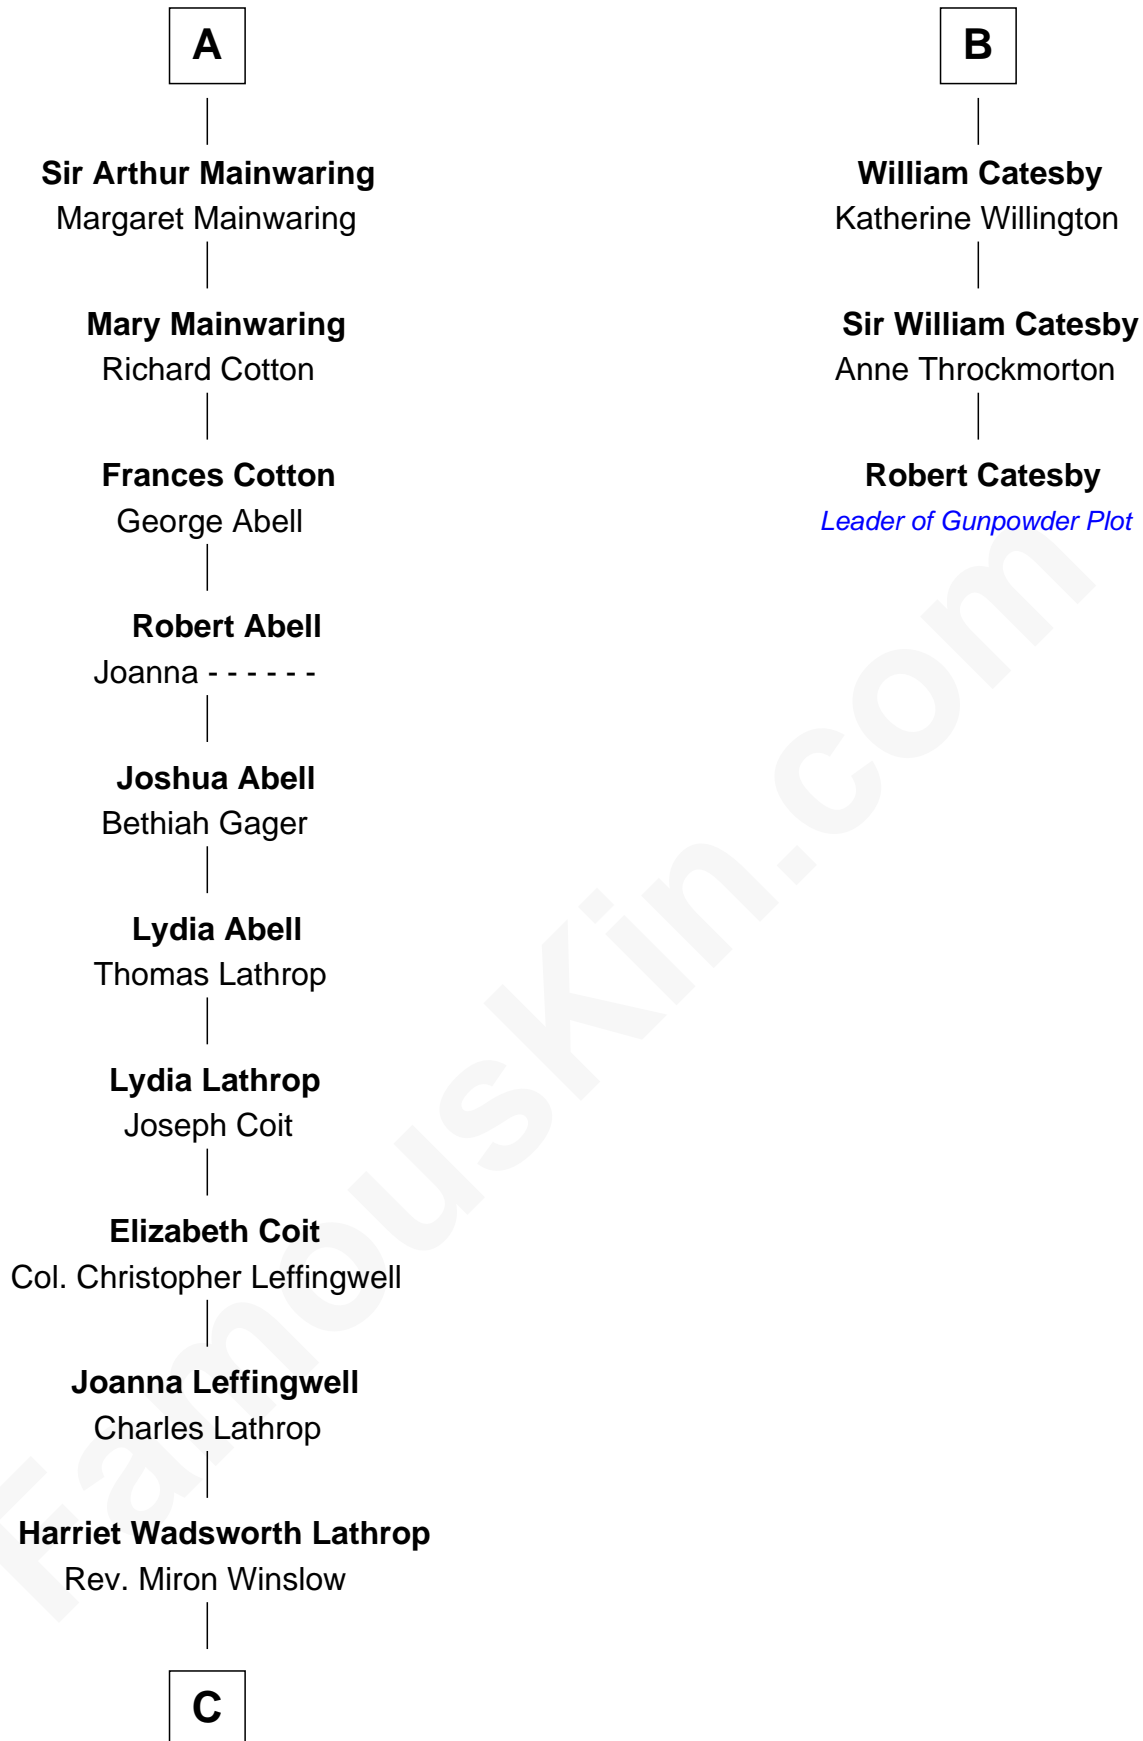 A
Sir Arthur Mainwaring
Margaret Mainwaring
Mary Mainwaring
Richard Cotton
Frances Cotton
George Abell
Robert Abell
Joanna - - - - - -
Joshua Abell
Bethiah Gager
Lydia Abell
Thomas Lathrop
Lydia Lathrop
Joseph Coit
Elizabeth Coit
Col. Christopher Leffingwell
Joanna Leffingwell
Charles Lathrop
Harriet Wadsworth Lathrop
Rev. Miron Winslow
C
B
William Catesby
Katherine Willington
Sir William Catesby
Anne Throckmorton
Robert Catesby
Leader of Gunpowder Plot
FamousKin.com